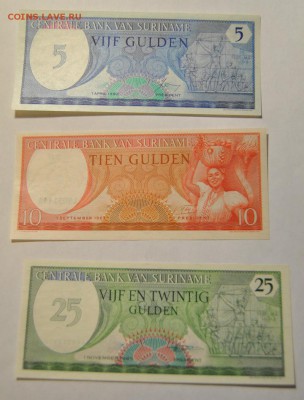 COINS.LAVE.RU
CENTRALE BANK VAN SURINAME
5
VIJF GULDEN
5
CENTRALE BANK VAN SURINAME
TIEN GULDEN
10
10
CENTRALE BANK VAN SURINAME
VIJF EN TWINTIG
25
GULDEN
25